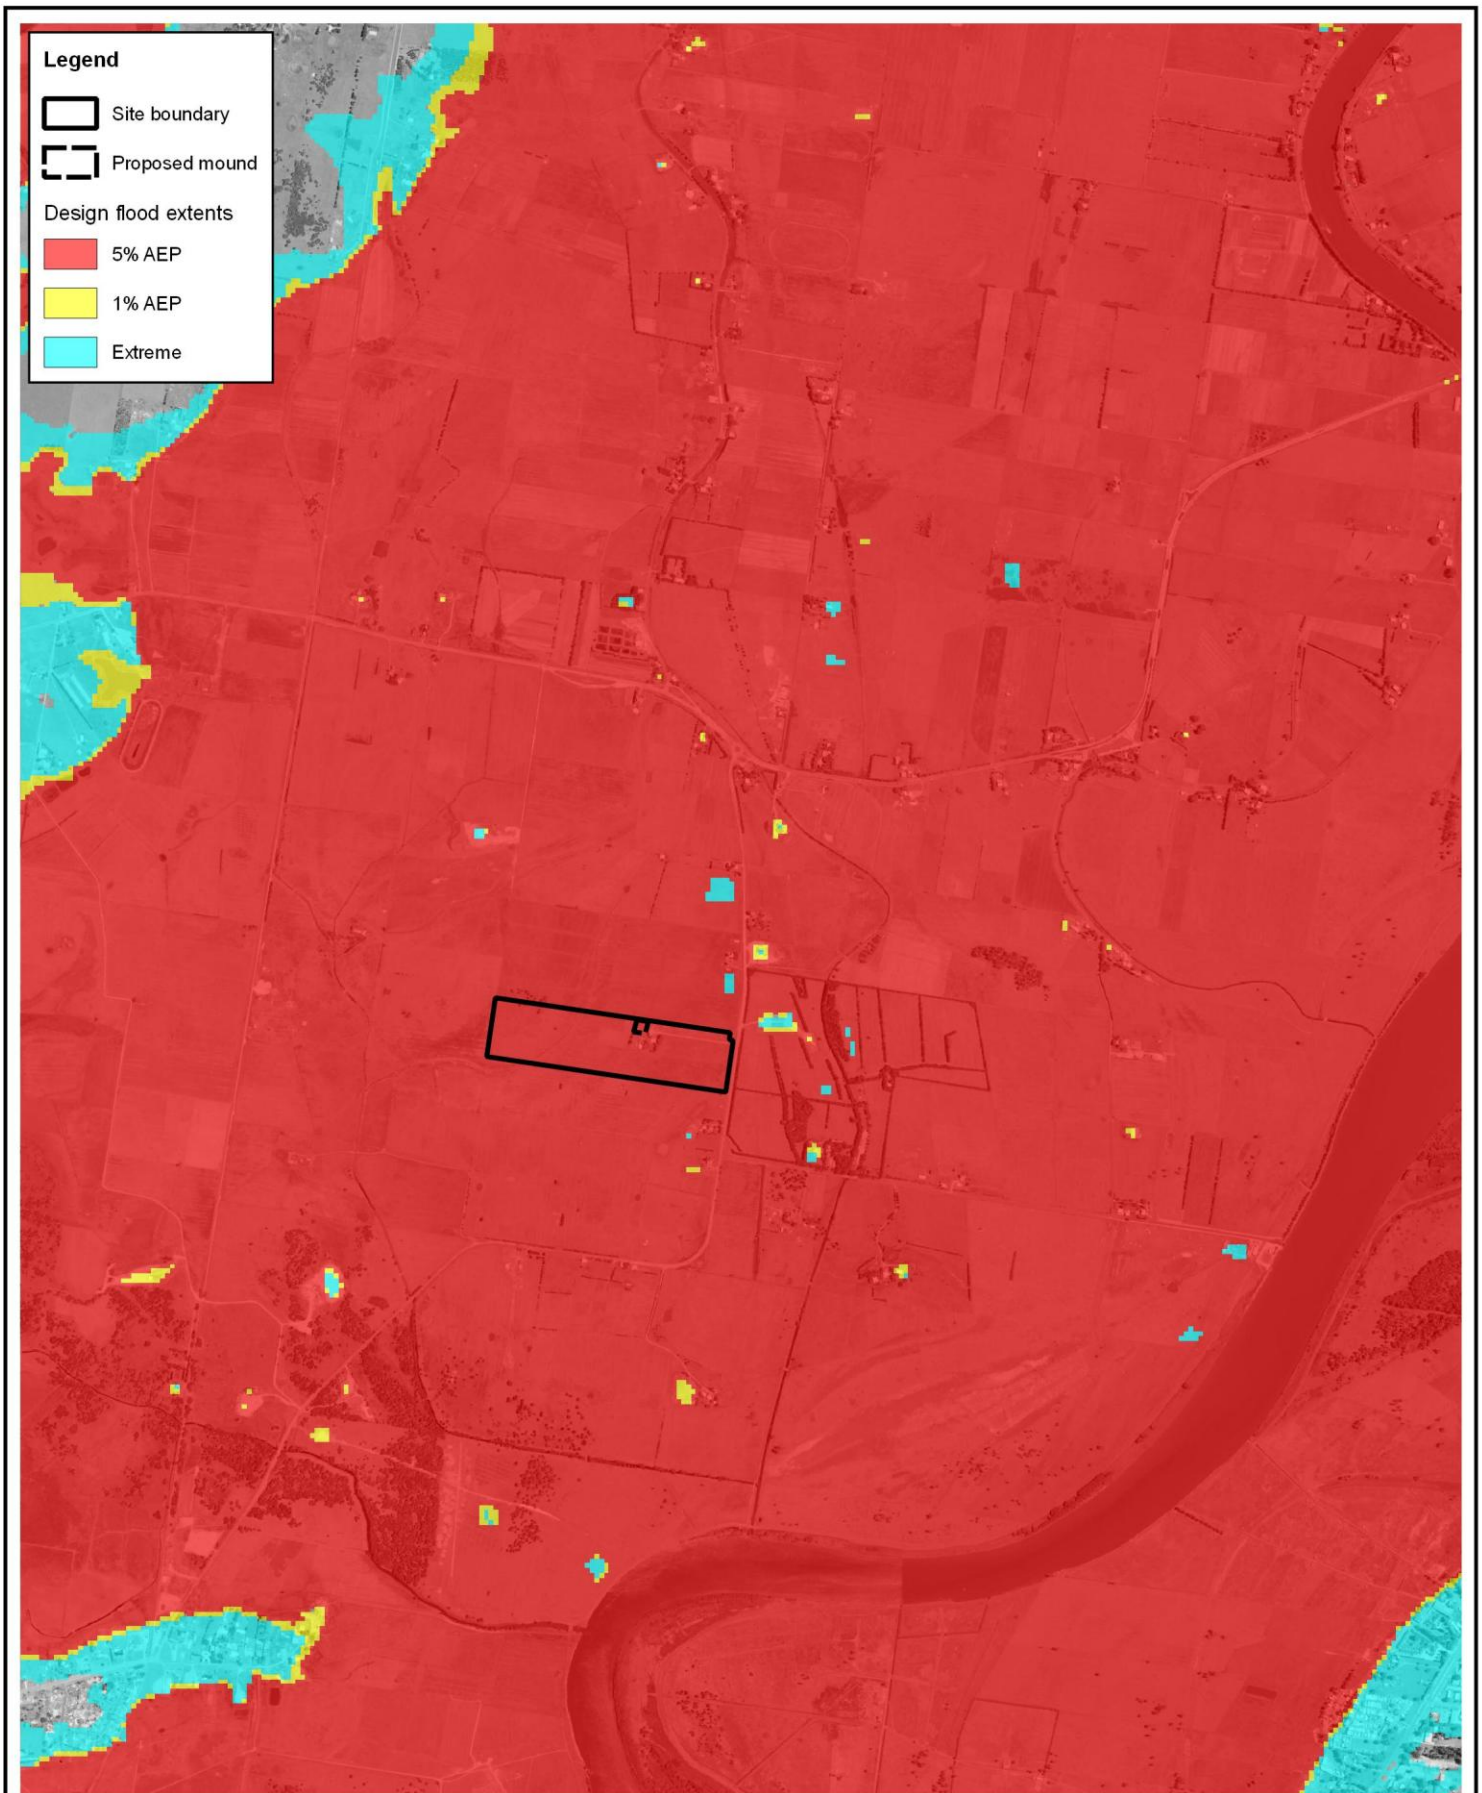 Legend
Site boundary
Proposed mound
Design flood extents
5% AEP
1% AEP
Extreme